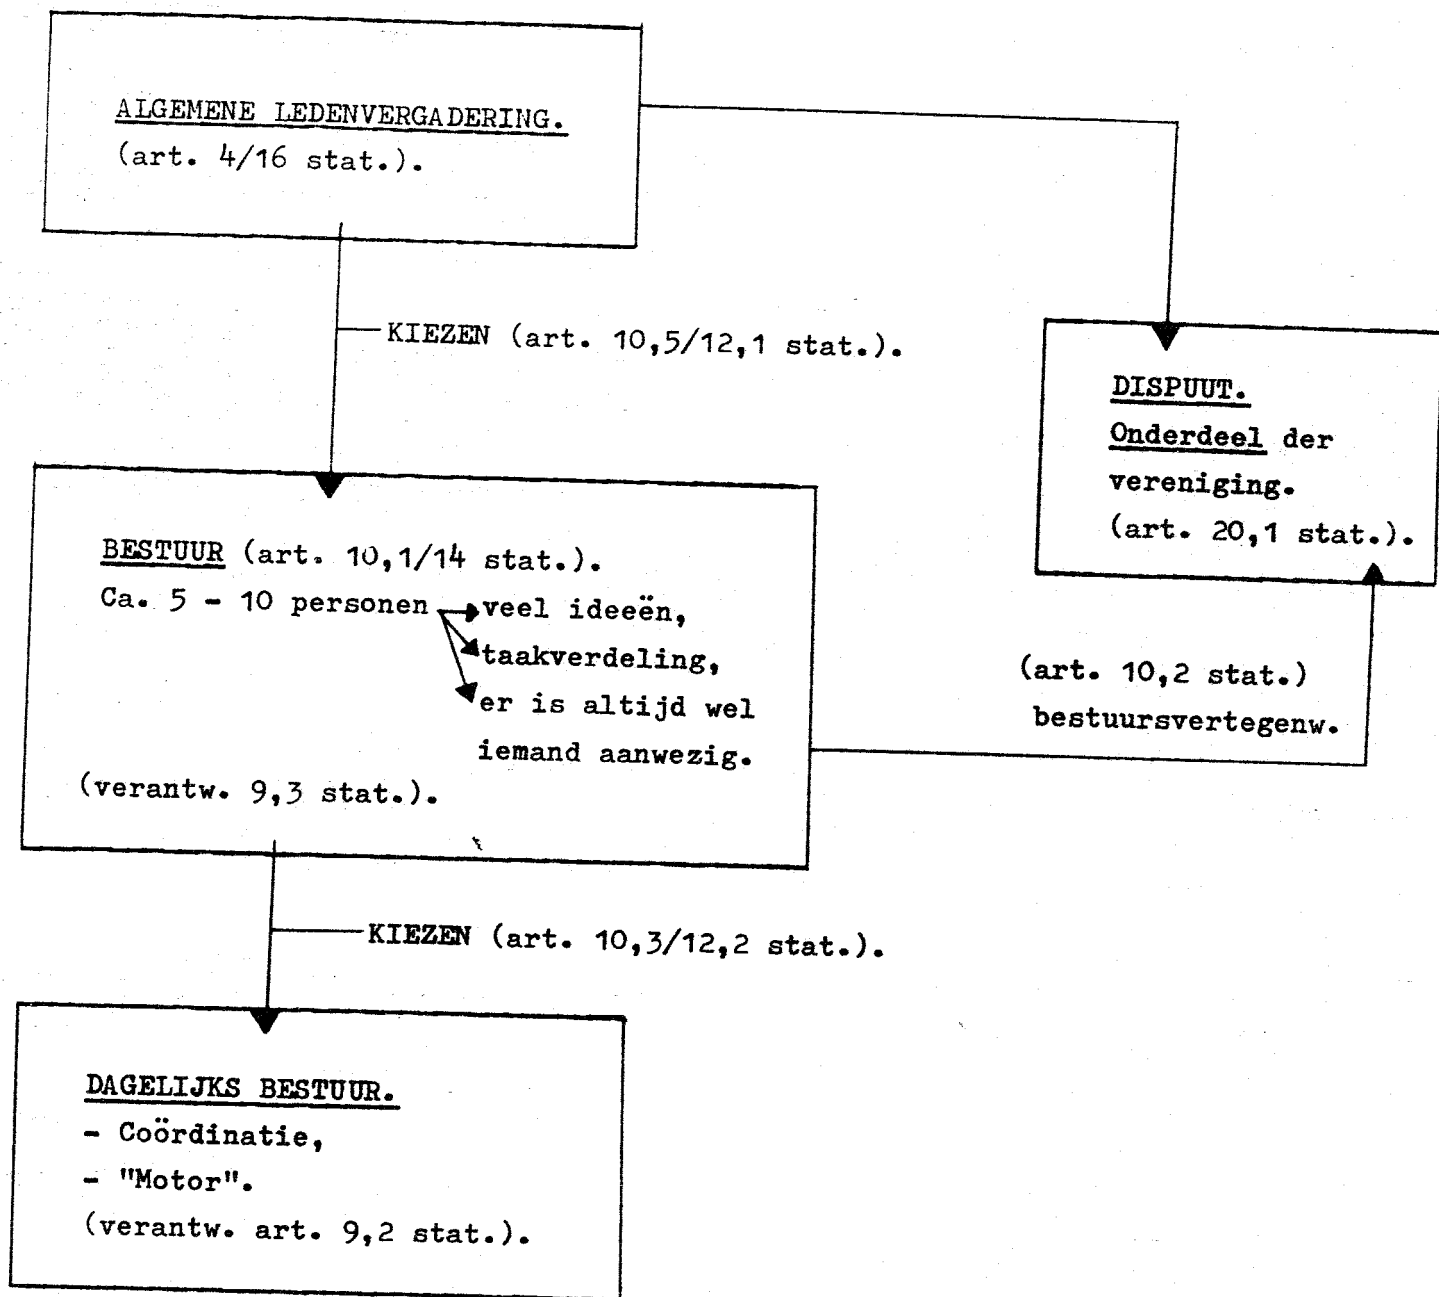 ALGEMENE LEDENVERGADERING.
(art. 4/16 stat.).
KIEZEN (art. 10,5/12,1 stat.).
DISPUUT.
Onderdeel der
vereniging.
(art. 20,1 stat.).
BESTUUR (art. 10,1/14 stat.).
Ca. 5 - 10 personen veel ideeën,
taakverdeling,
er is altijd wel
iemand aanwezig.
(verantw. 9,3 stat.).
(art. 10,2 stat.)
bestuursvertegenw.
KIEZEN (art. 10,3/12,2 stat.).
DAGELIJKS BESTUUR.
- Coördinatie,
- "Motor".
(verantw. art. 9,2 stat.).